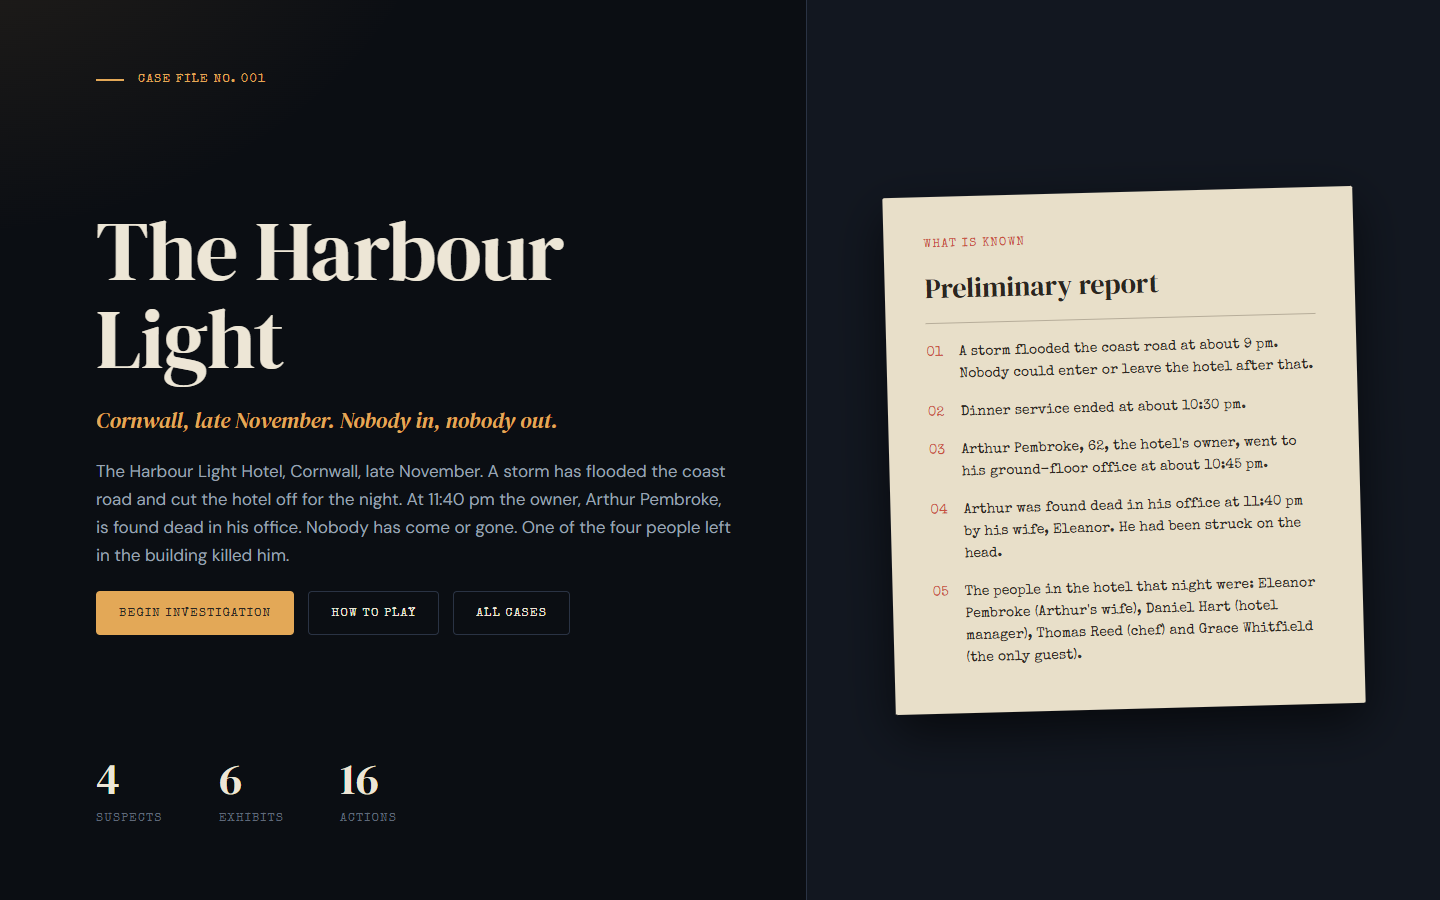 CASE FILE NO. 001
The Harbour
Light
Cornwall, late November. Nobody in, nobody out.
The Harbour Light Hotel, Cornwall, late November. A storm has flooded the coast
road and cut the hotel off for the night. At 11:40 pm the owner, Arthur Pembroke,
is found dead in his office. Nobody has come or gone. One of the four people left
in the building killed him.
BEGIN INVESTIGATION
HOW TO PLAY
ALL CASES
4
SUSPECTS
6
EXHIBITS
16
ACTIONS
WHAT IS KNOWN
Preliminary report
01 A storm flooded the coast road at about 9 pm.
Nobody could enter or leave the hotel after that.
02 Dinner service ended at about 10:30 pm.
03 Arthur Pembroke, 62, the hotel's owner, went to
his ground-floor office at about 10:45 pm.
04 Arthur was found dead in his office at 11:40 pm
by his wife, Eleanor. He had been struck on the
head.
05 The people in the hotel that night were: Eleanor
Pembroke (Arthur's wife), Daniel Hart (hotel
manager), Thomas Reed (chef) and Grace Whitfield
(the only guest).